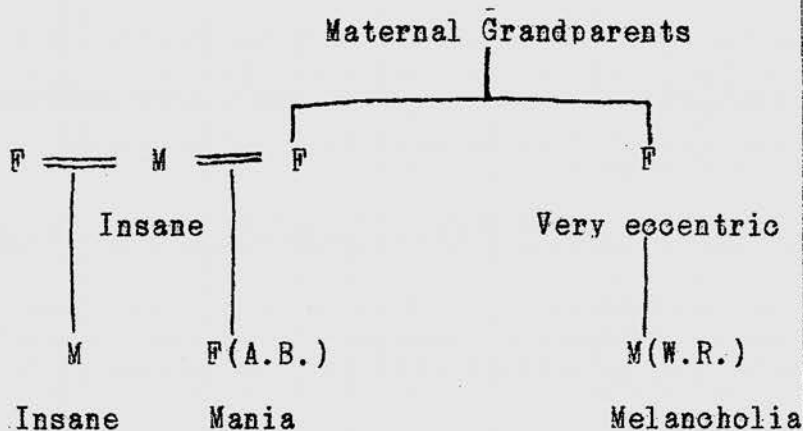 Maternal Grandparents
F M F F
Insane Very eccentric
M F(A.B.) M(W.R.)
Insane Mania Melancholia